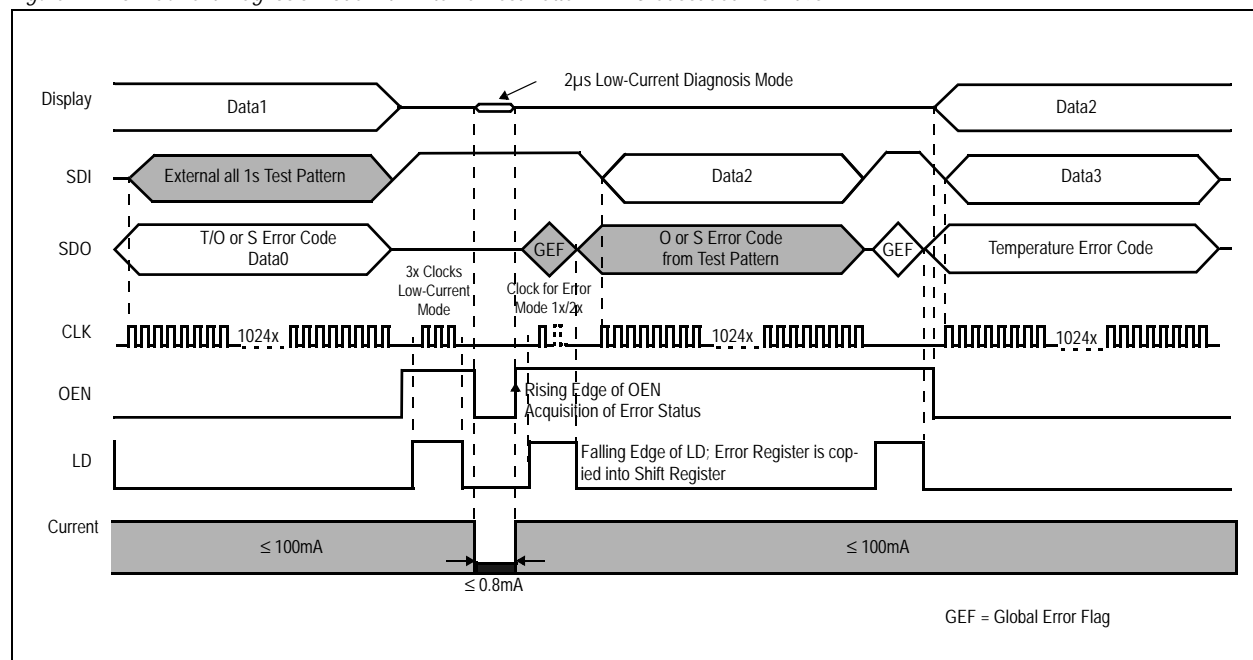 2µs Low-Current Diagnosis Mode
Display
Data1
Data2
SDI
External all 1s Test Pattern
Data2
Data3
SDO
T/O or S Error Code
Data0
GEF
O or S Error Code
from Test Pattern
GEF
Temperature Error Code
3x Clocks
Low-Current
Mode
Clock for Error
Mode 1x/2x
CLK
1024x
1024x
1024x
OEN
Rising Edge of OEN
Acquisition of Error Status
LD
Falling Edge of LD; Error Register is cop-
ied into Shift Register
Current
≤ 100mA
≤ 100mA
≤ 0.8mA
GEF = Global Error Flag